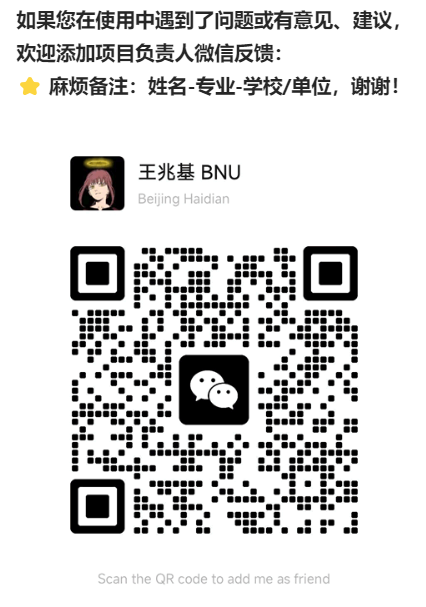 如果您在使用中遇到了问题或有意见、建议，
欢迎添加项目负责人微信反馈：
⭐ 麻烦备注：姓名-专业-学校/单位，谢谢！
王兆基 BNU
Beijing Haidian
Scan the QR code to add me as friend